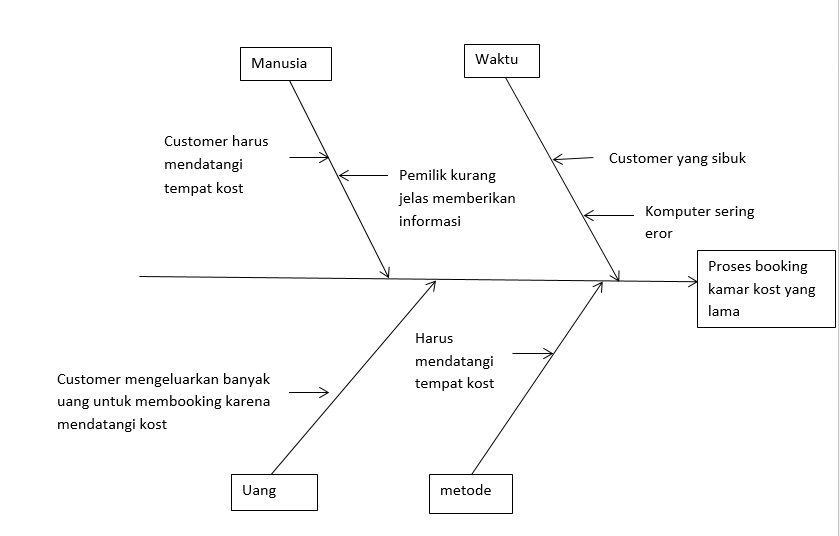 Manusia
Waktu
Customer harus
mendatangi
tempat kost
Pemilik kurang
jelas memberikan
informasi
Customer yang sibuk
Komputer sering
eror
Proses booking
kamar kost yang
lama
Harus
mendatangi
tempat kost
Customer mengeluarkan banyak
uang untuk membooking karena
mendatangi kost
Uang
metode